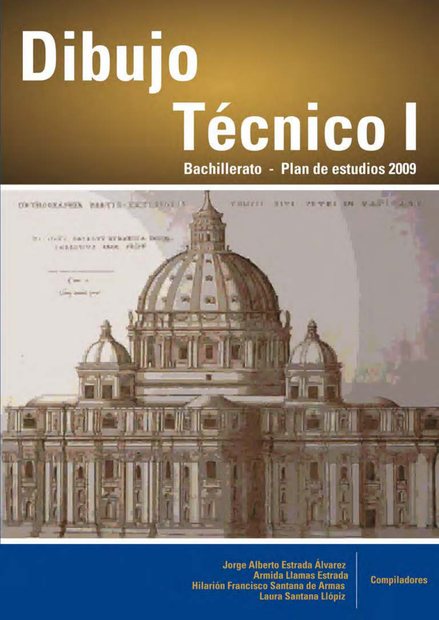 Dibujo
Técnico I
Bachillerato - Plan de estudios 2009
Jorge Alberto Estrada Álvarez
Armida Llamas Estrada
Hilarión Francisco Santana de Armas
Laura Santana Llópiz
Compiladores